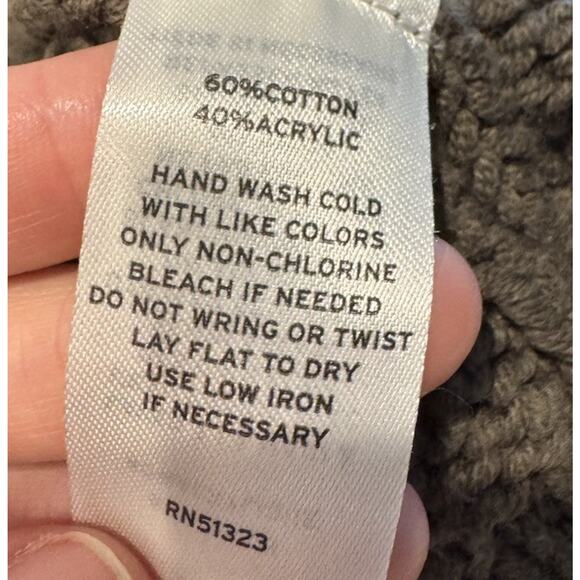 60%COTTON
40%ACRYLIC
HAND WASH COLD
WITH LIKE COLORS
ONLY NON-CHLORINE
BLEACH IF NEEDED
DO NOT WRING OR TWIST
LAY FLAT TO DRY
USE LOW IRON
IF NECESSARY
RN51323